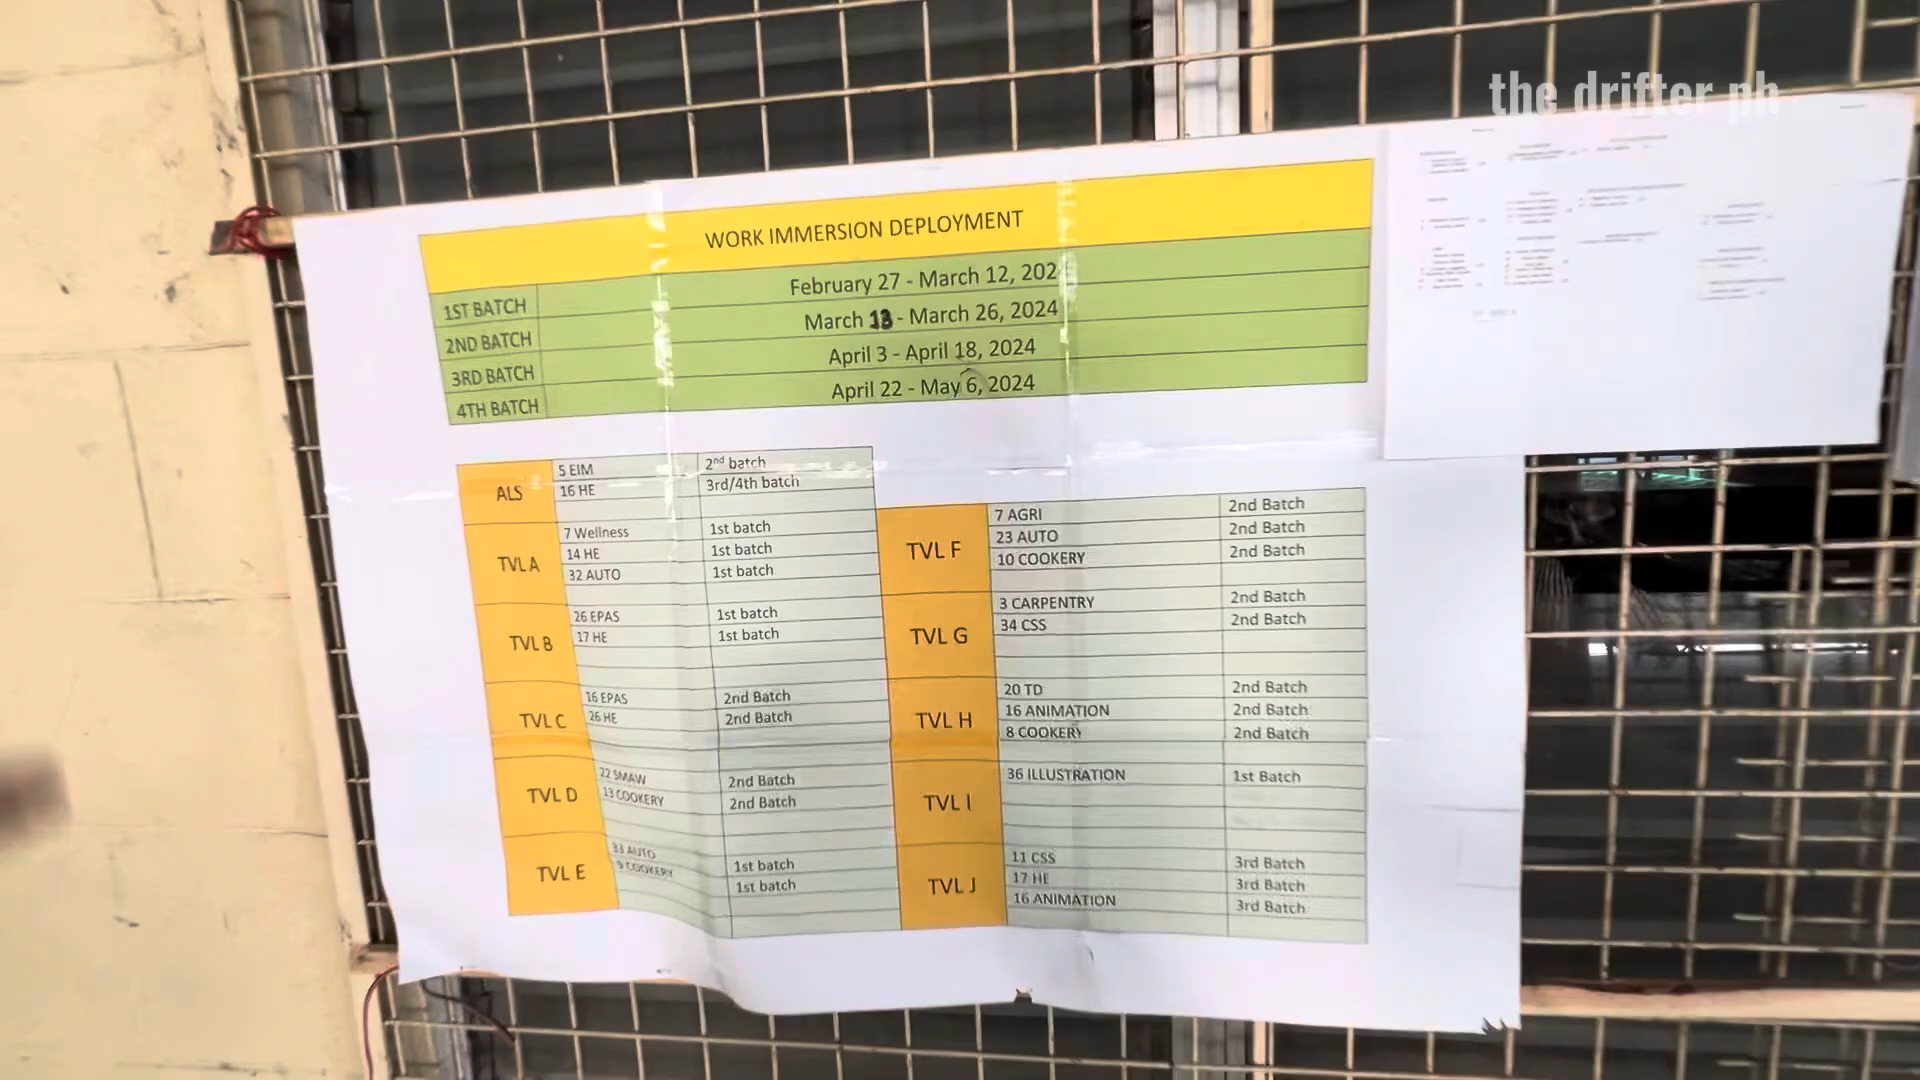 the drifter ph
WORK IMMERSION DEPLOYMENT
1ST BATCH February 27 - March 12, 2024
2ND BATCH March 13 - March 26, 2024
3RD BATCH April 3 - April 18, 2024
4TH BATCH April 22 - May 6, 2024
ALS
5 EIM 2nd batch
16 HE 3rd/4th batch
TVL A
7 Wellness 1st batch
14 HE 1st batch
32 AUTO 1st batch
TVL B
26 EPAS 1st batch
17 HE 1st batch
TVL C
16 EPAS 2nd Batch
26 HE 2nd Batch
TVL D
22 SMAW 2nd Batch
13 COOKERY 2nd Batch
TVL E
33 AUTO 1st batch
9 COOKERY 1st batch
TVL F
7 AGRI 2nd Batch
23 AUTO 2nd Batch
10 COOKERY 2nd Batch
TVL G
3 CARPENTRY 2nd Batch
34 CSS 2nd Batch
TVL H
20 TD 2nd Batch
16 ANIMATION 2nd Batch
8 COOKERY 2nd Batch
TVL I
36 ILLUSTRATION 1st Batch
TVL J
11 CSS 3rd Batch
17 HE 3rd Batch
16 ANIMATION 3rd Batch